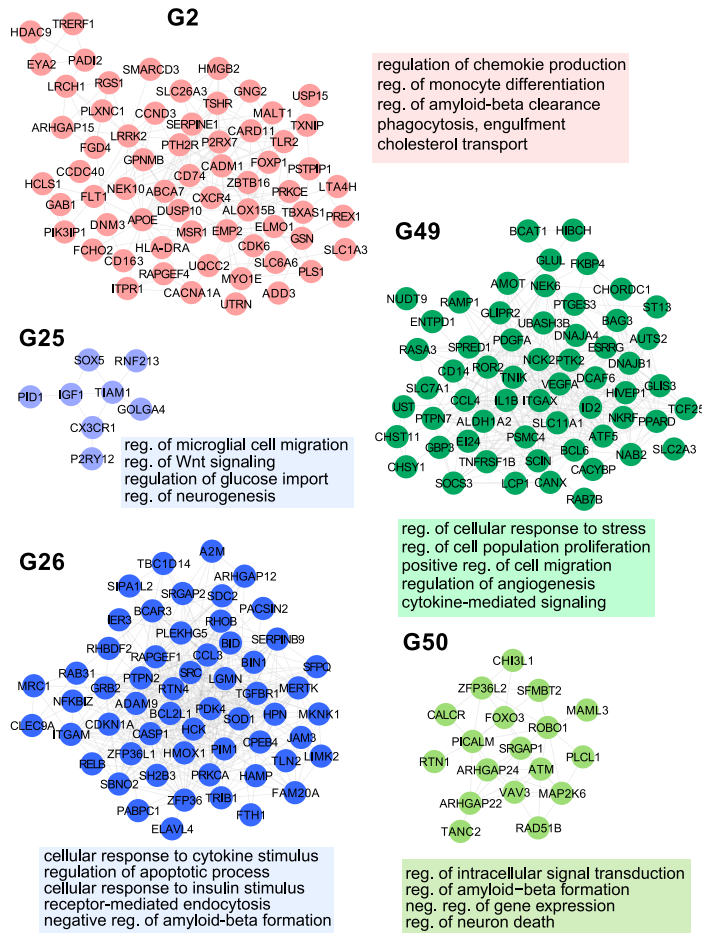 G2
TRERF1
HDAC9
EYA2
PADI2
LRCH1
RGS1
SMARCD3
HMGB2
SLC26A3
GNG2
USP15
PLXNC1
CCND3
TSHR
MALT1
TXNIP
ARHGAP15
LRRK2
SERPINE1
CARD11
FGD4
PTH2R
P2RX7
TLR2
CCDC40
GPNMB
CADM1
FOXP1
PSTPIP1
HCLS1
FLT1
NEK10
CD74
ZBTB16
LTA4H
GAB1
ABCA7
CXCR4
PRKCE
DUSP10
ALOX15B
TBXAS1
PREX1
PIK3IP1
DNM3
APOE
MSR1
EMP2
ELMO1
GSN
FCHO2
HLA-DRA
CDK6
SLC1A3
CD163
UQCC2
SLC6A6
RAPGEF4
MYO1E
PLS1
ITPR1
CACNA1A
ADD3
UTRN
regulation of chemokie production
reg. of monocyte differentiation
reg. of amyloid-beta clearance
phagocytosis, engulfment
cholesterol transport
G49
BCAT1
HIBCH
GLUL
FKBP4
AMOT
NEK6
CHORDC1
NUDT9
RAMP1
GLIPR2
PTGES3
ST13
ENTPD1
UBASH3B
BAG3
PDGFA
DNAJA4
AUTS2
RASA3
SPRED1
ESRRG
NCK2
PTK2
DNAJB1
CD14
ROR2
TNIK
DCAF6
SLC7A1
VEGFA
HIVEP1
GLIS3
CCL4
IL1B
ITGAX
ID2
UST
PTPN7
ALDH1A2
SLC11A1
NKRF
PPARD
TCF25
CHST11
EI24
PSMC4
ATF5
GBP3
BCL6
NAB2
SLC2A3
CHSY1
TNFRSF1B
SCIN
CACYBP
SOCS3
LCP1
CANX
RAB7B
reg. of cellular response to stress
reg. of cell population proliferation
positive reg. of cell migration
regulation of angiogenesis
cytokine-mediated signaling
G25
SOX5
RNF213
PID1
IGF1
TIAM1
GOLGA4
CX3CR1
P2RY12
reg. of microglial cell migration
reg. of Wnt signaling
regulation of glucose import
reg. of neurogenesis
G26
A2M
TBC1D14
ARHGAP12
SIPA1L2
SRGAP2
SDC2
IER3
BCAR3
RHOB
PACSIN2
PLEKHG5
BID
SERPINB9
RHBDF2
RAPGEF1
CCL3
BIN1
SFPQ
MRC1
RAB31
PTPN2
SRC
LGMN
GRB2
RTN4
TGFBR1
MERTK
NFKBIZ
ADAM9
PDK4
CLEC9A
CDKN1A
BCL2L1
SOD1
HPN
MKNK1
ITGAM
CASP1
HCK
JAM3
ZFP36L1
HMOX1
PIM1
CPEB4
RELB
TLN2
LIMK2
SBNO2
SH2B3
PRKCA
HAMP
PABPC1
ZFP36
TRIB1
FAM20A
ELAVL4
FTH1
cellular response to cytokine stimulus
regulation of apoptotic process
cellular response to insulin stimulus
receptor-mediated endocytosis
negative reg. of amyloid-beta formation
G50
CHI3L1
ZFP36L2
SFMBT2
CALCR
FOXO3
MAML3
ROBO1
PICALM
SRGAP1
RTN1
PLCL1
ARHGAP24
ATM
VAV3
MAP2K6
ARHGAP22
TANC2
RAD51B
reg. of intracellular signal transduction
reg. of amyloid−beta formation
neg. reg. of gene expression
reg. of neuron death